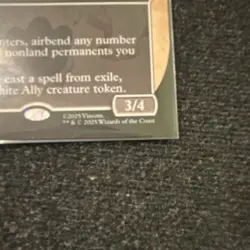 nters, airbend any number
nonland permanents you
cast a spell from exile,
hite Ally creature token.
3/4
©2025 Viacom.
™ & © 2025 Wizards of the Coast